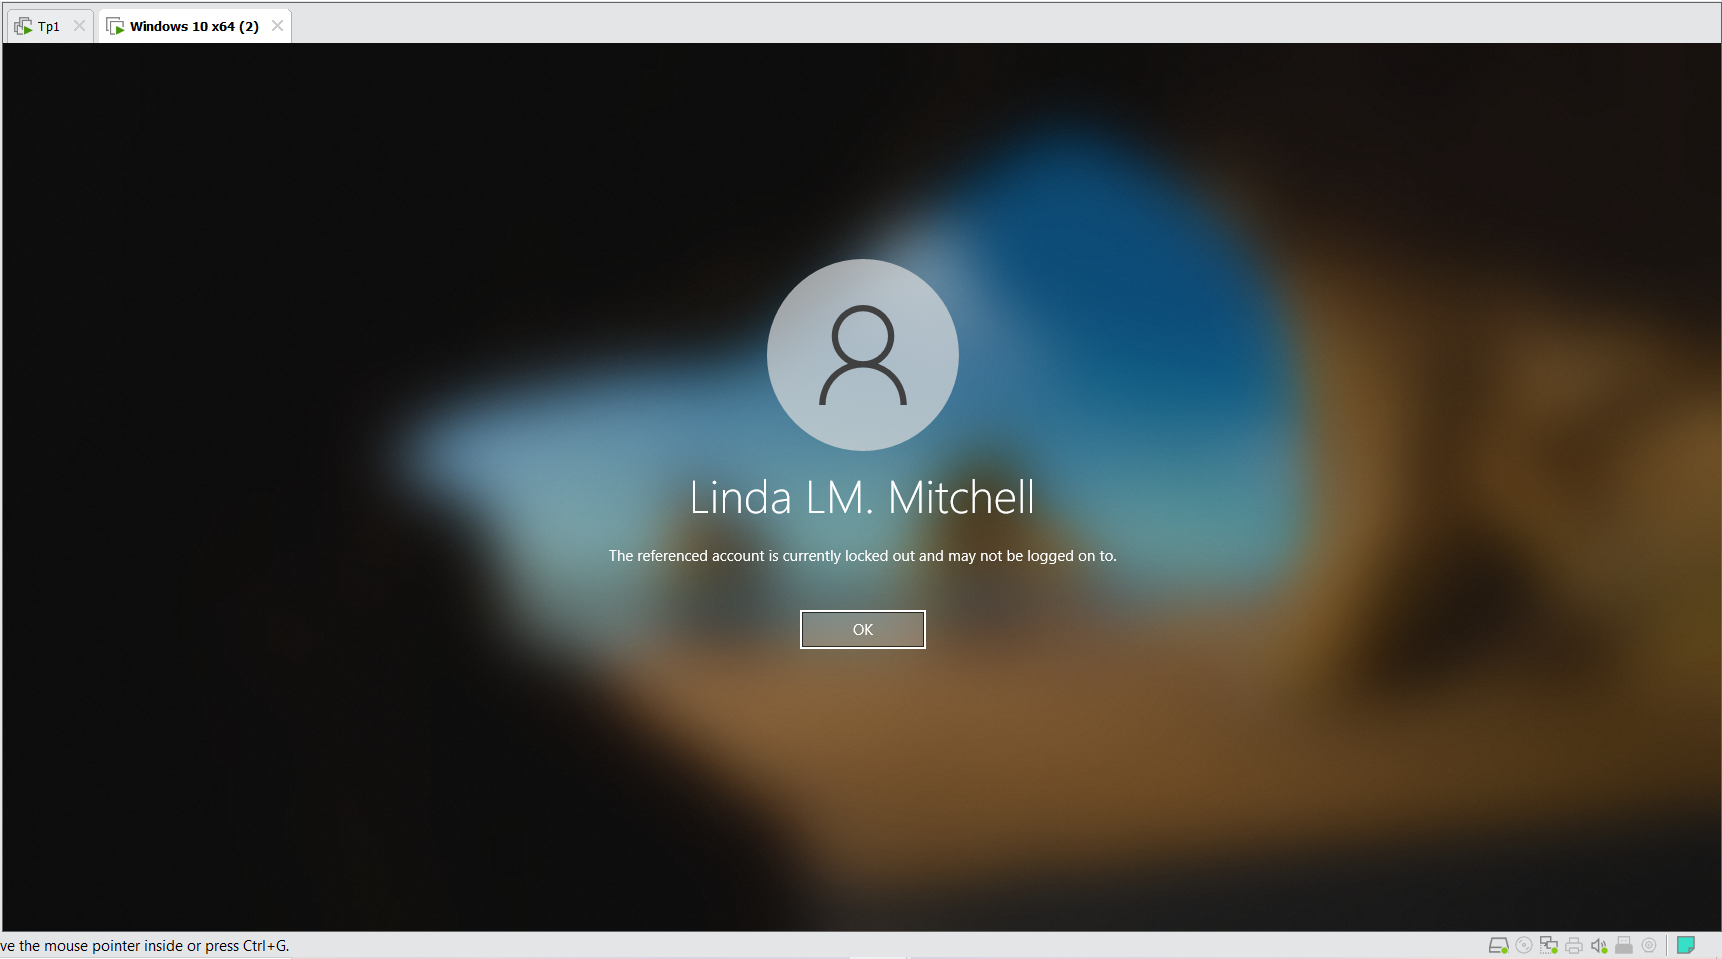 Tp1
Windows 10 x64 (2)
Linda LM. Mitchell
The referenced account is currently locked out and may not be logged on to.
OK
ve the mouse pointer inside or press Ctrl+G.